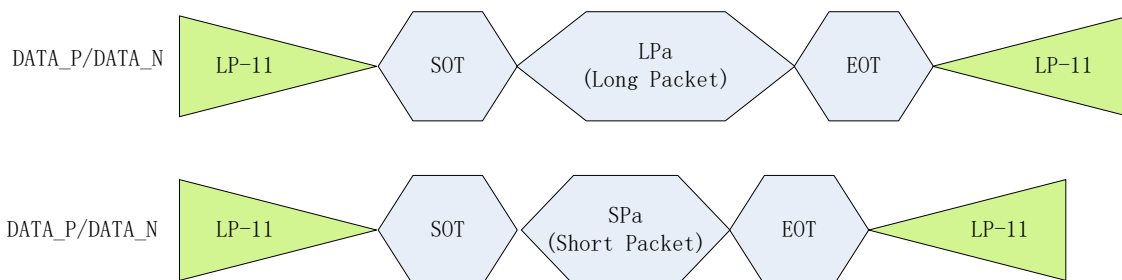 DATA_P/DATA_N LP-11 SOT LPa EOT LP-11
(Long Packet)
DATA_P/DATA_N LP-11 SOT SPa EOT LP-11
(Short Packet)